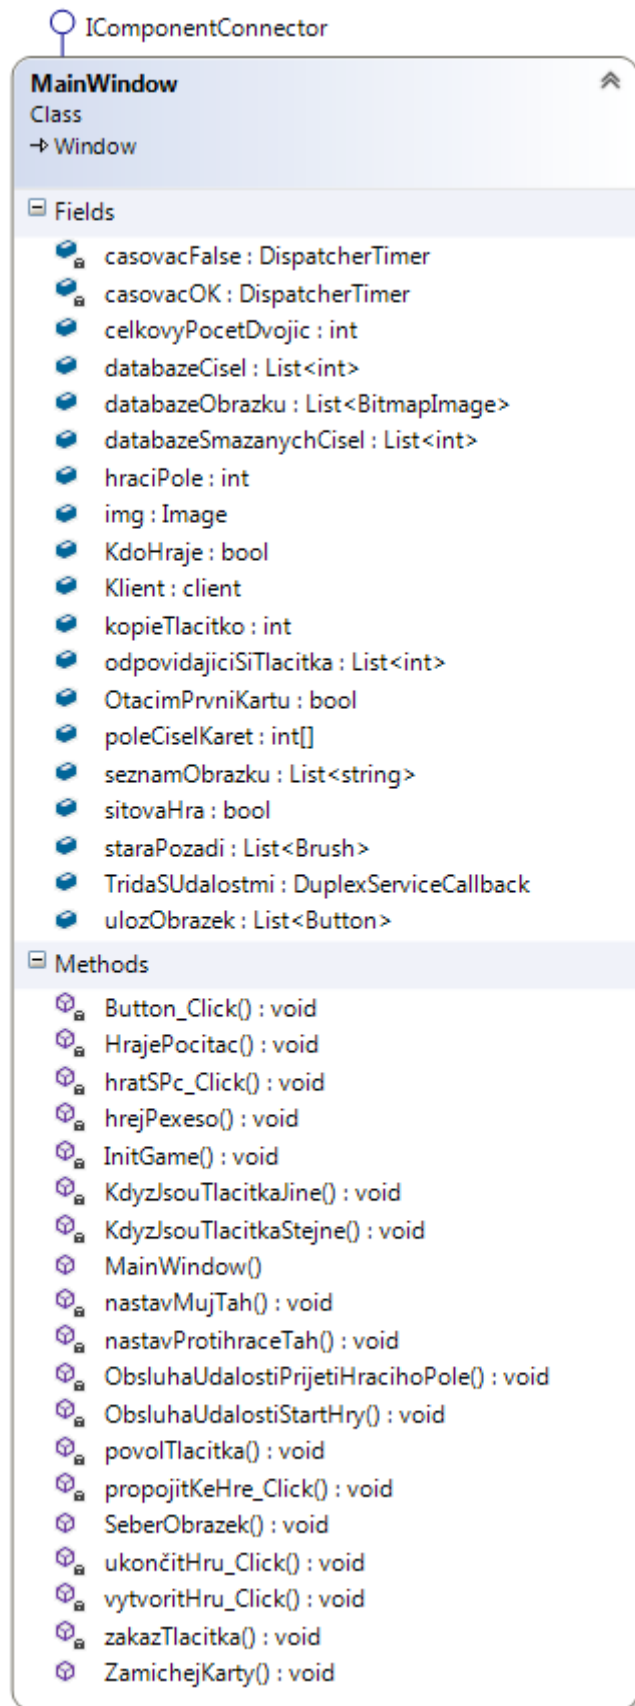 IComponentConnector
MainWindow
Class
Window
Fields
casovacFalse : DispatcherTimer
casovacOK : DispatcherTimer
celkovyPocetDvojic : int
databazeCisel : List<int>
databazeObrazku : List<BitmapImage>
databazeSmazanychCisel : List<int>
hraciPole : int
img : Image
KdoHraje : bool
Klient : client
kopieTlacitko : int
odpovidajiciSiTlacitka : List<int>
OtacimPrvniKartu : bool
poleCiselKaret : int[]
seznamObrazku : List<string>
sitovaHra : bool
staraPozadi : List<Brush>
TridaSUdalostmi : DuplexServiceCallback
ulozObrazek : List<Button>
Methods
Button_Click() : void
HrajePocitac() : void
hratSPc_Click() : void
hrejPexeso() : void
InitGame() : void
KdyzJsouTlacitkaJine() : void
KdyzJsouTlacitkaStejne() : void
MainWindow()
nastavMujTah() : void
nastavProtihraceTah() : void
ObsluhaUdalostiPrijetiHracihoPole() : void
ObsluhaUdalostiStartHry() : void
povolTlacitka() : void
propojitKeHre_Click() : void
SeberObrazek() : void
ukončitHru_Click() : void
vytvoritHru_Click() : void
zakazTlacitka() : void
ZamichejKarty() : void